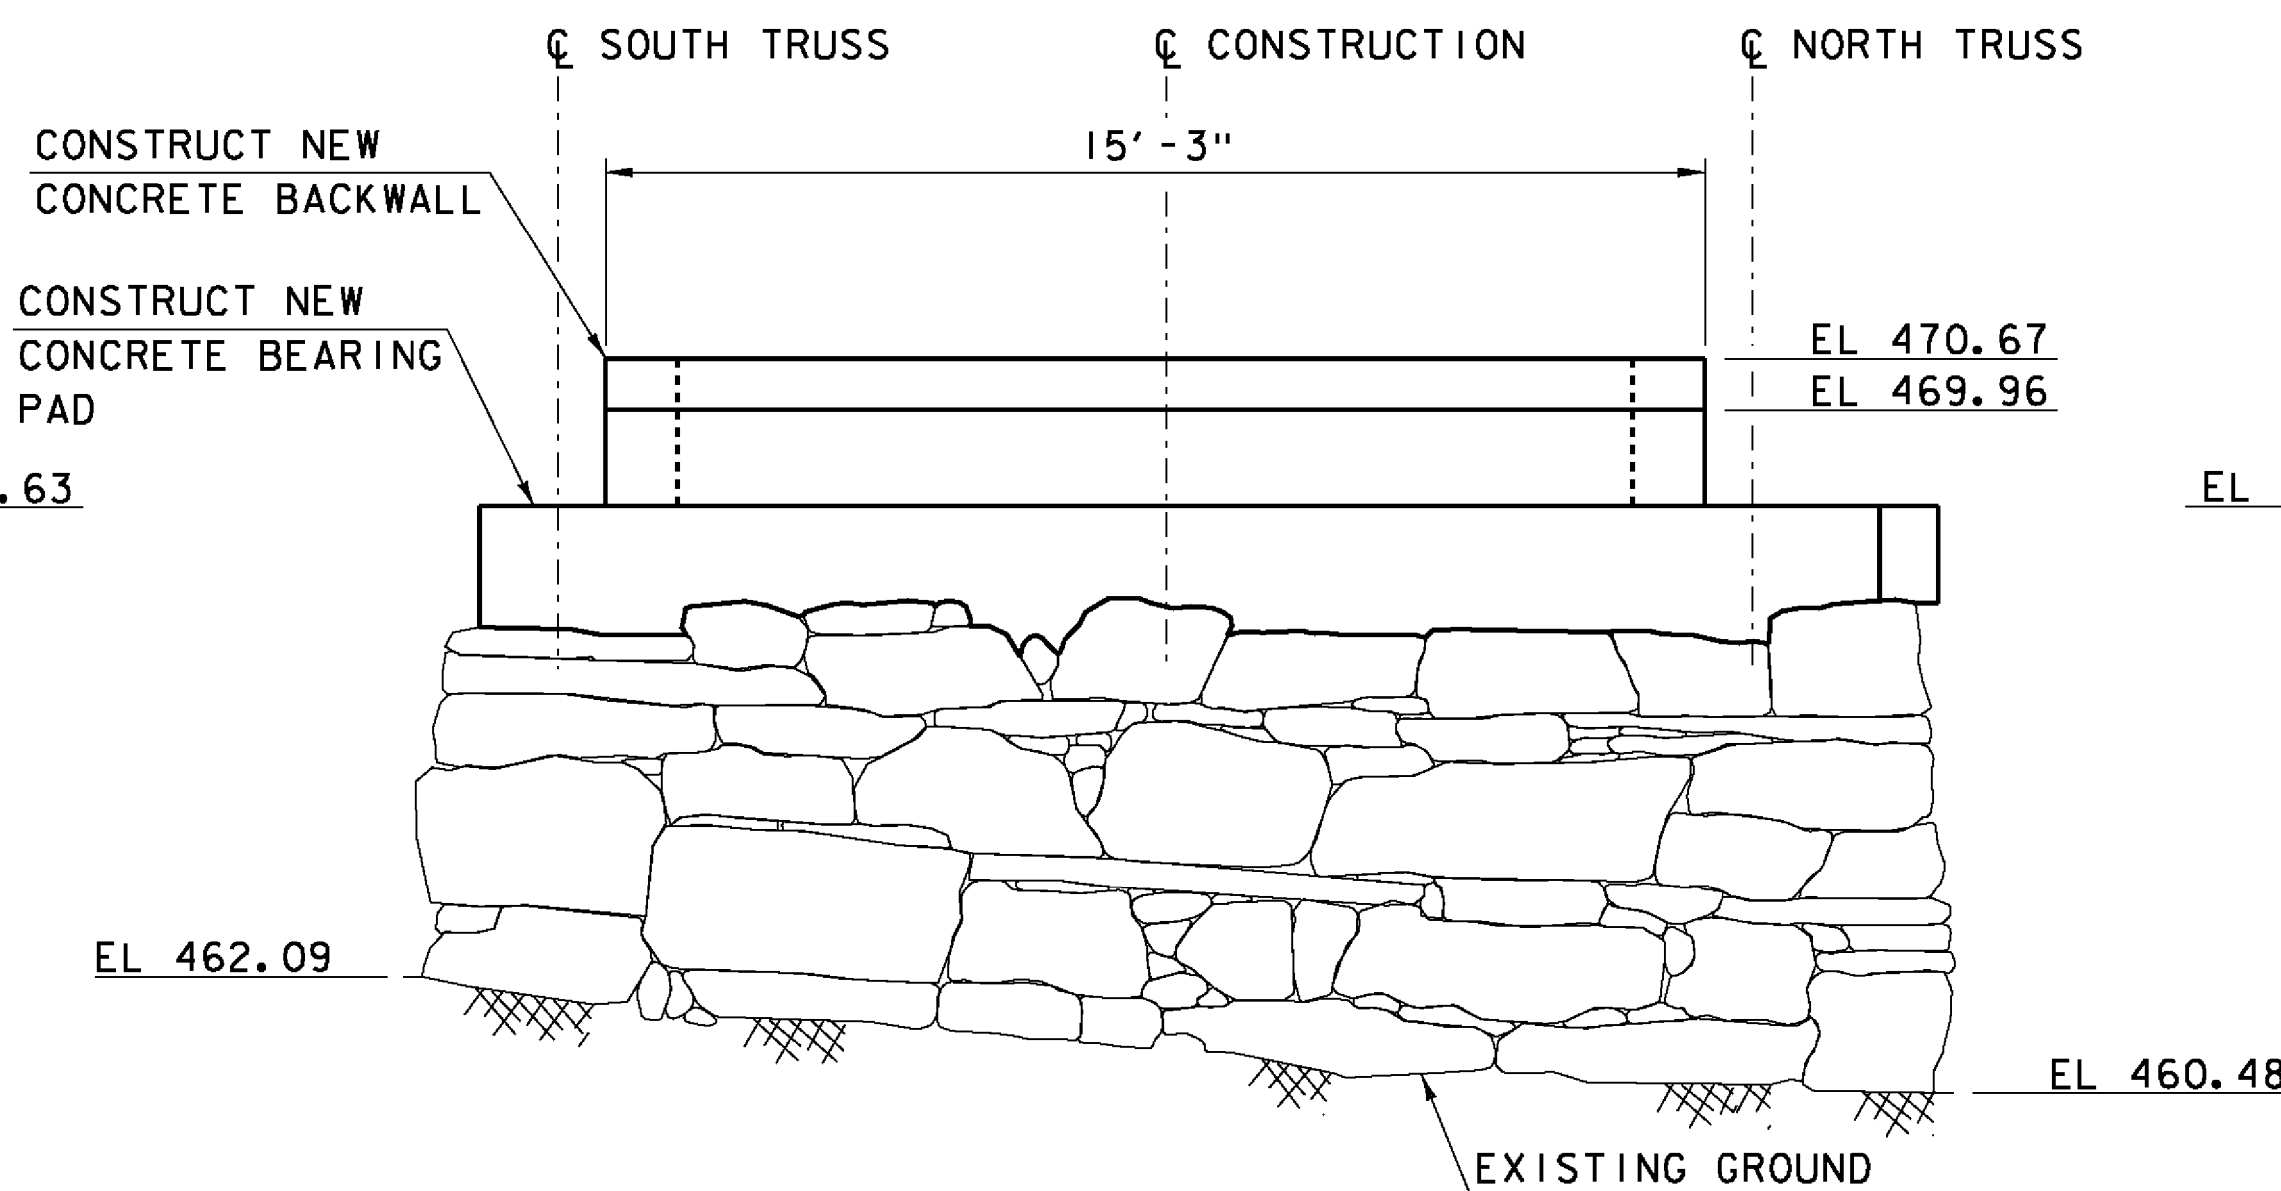 ℄ SOUTH TRUSS
℄ CONSTRUCTION
℄ NORTH TRUSS
CONSTRUCT NEW
CONCRETE BACKWALL
15'-3"
CONSTRUCT NEW
CONCRETE BEARING
PAD
EL 470.67
EL 469.96
.63
EL
EL 462.09
EL 460.48
EXISTING GROUND